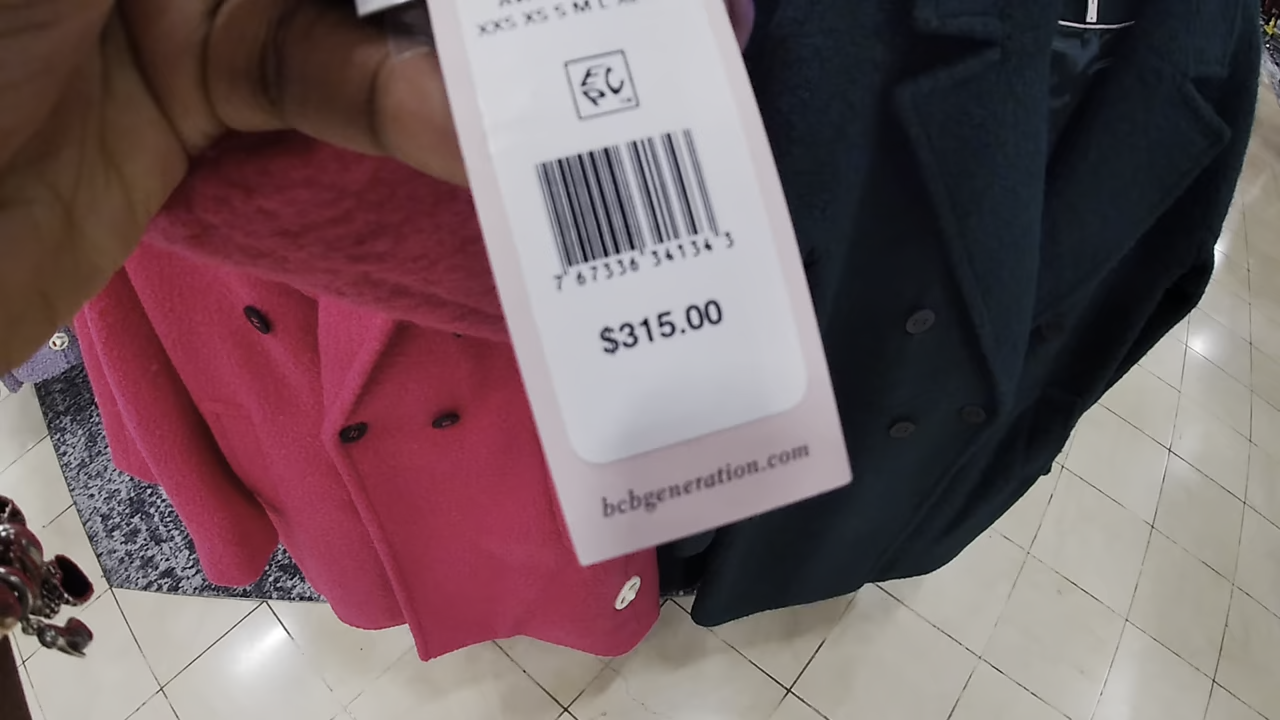 XXS XS S M L
EPC
7 67336 34134 3
$315.00
bcbgeneration.com